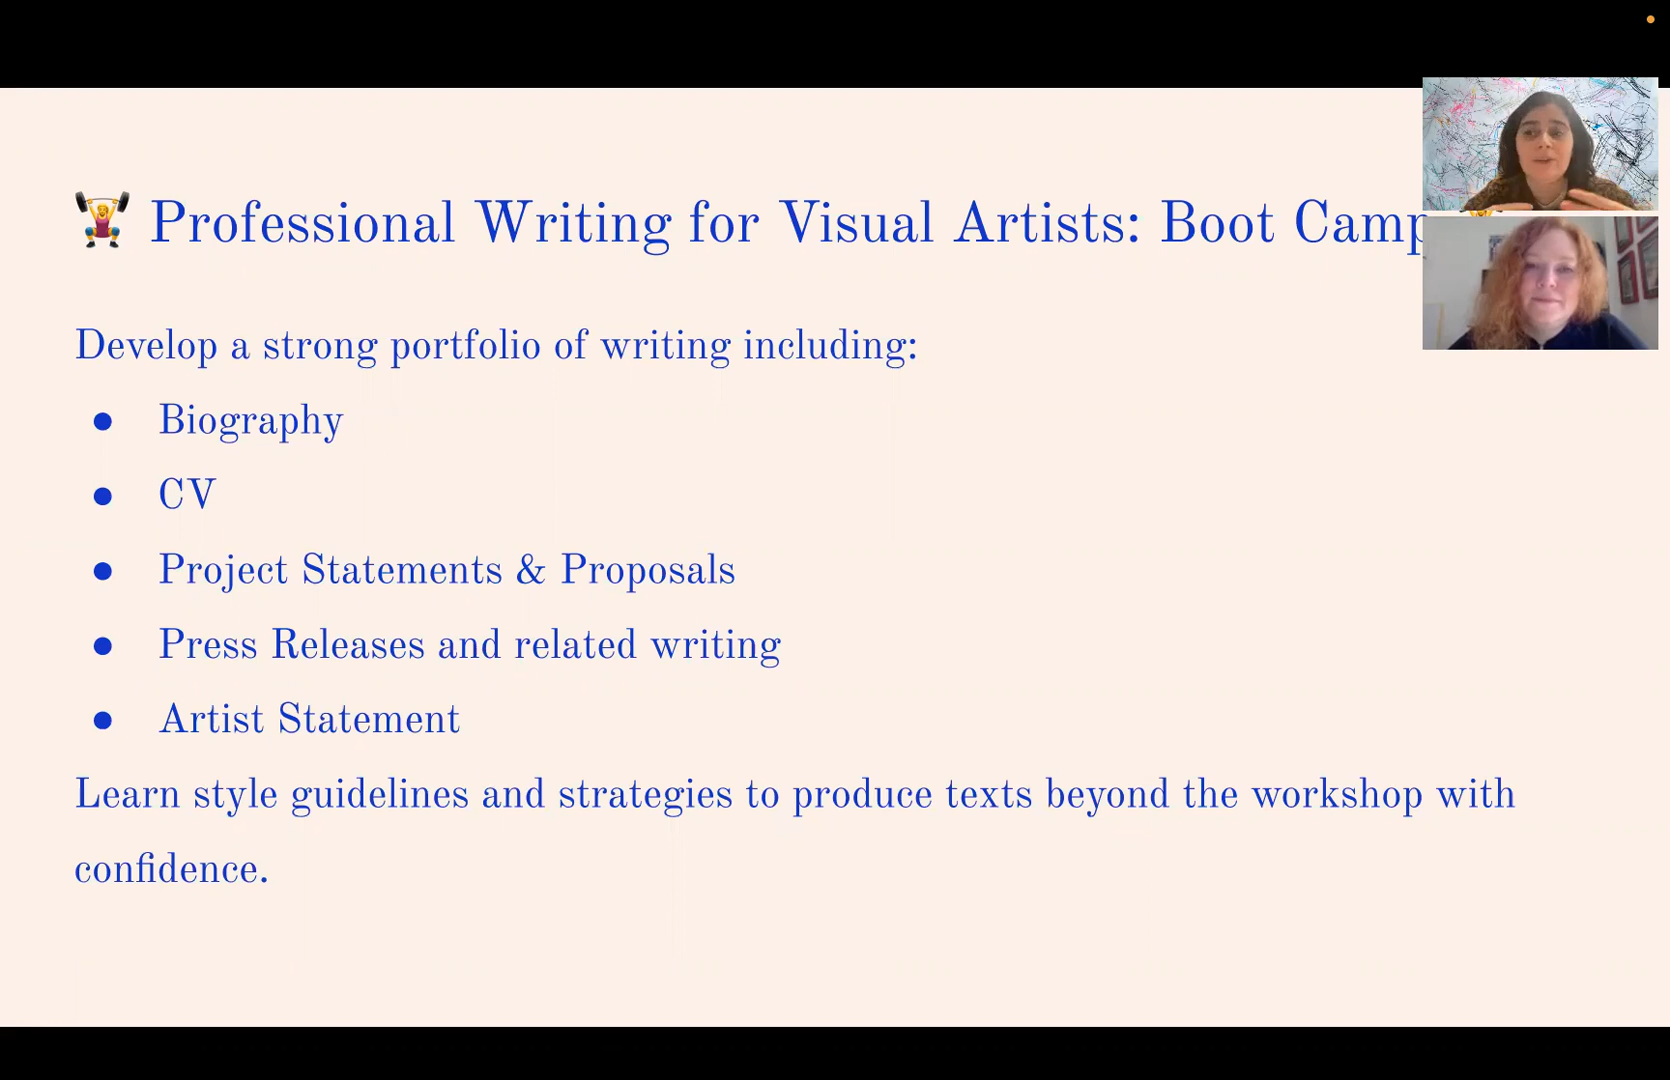 Professional Writing for Visual Artists: Boot Camp
Develop a strong portfolio of writing including:
● Biography
● CV
● Project Statements & Proposals
● Press Releases and related writing
● Artist Statement
Learn style guidelines and strategies to produce texts beyond the workshop with
confidence.